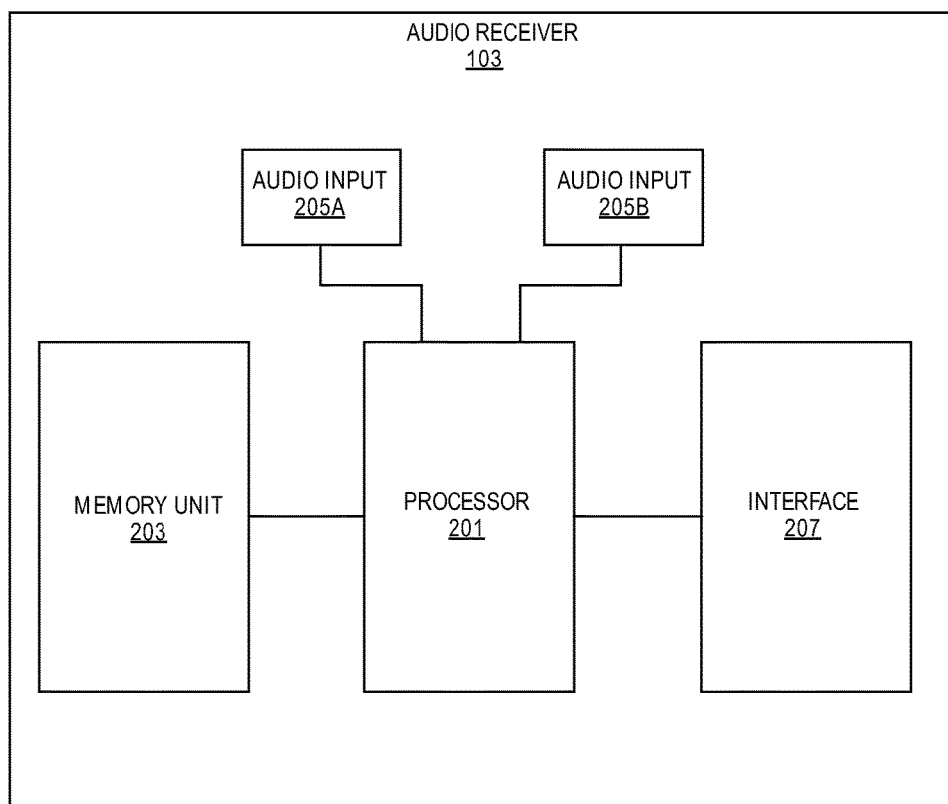 AUDIO RECEIVER
103
AUDIO INPUT
205A
AUDIO INPUT
205B
MEMORY UNIT
203
PROCESSOR
201
INTERFACE
207